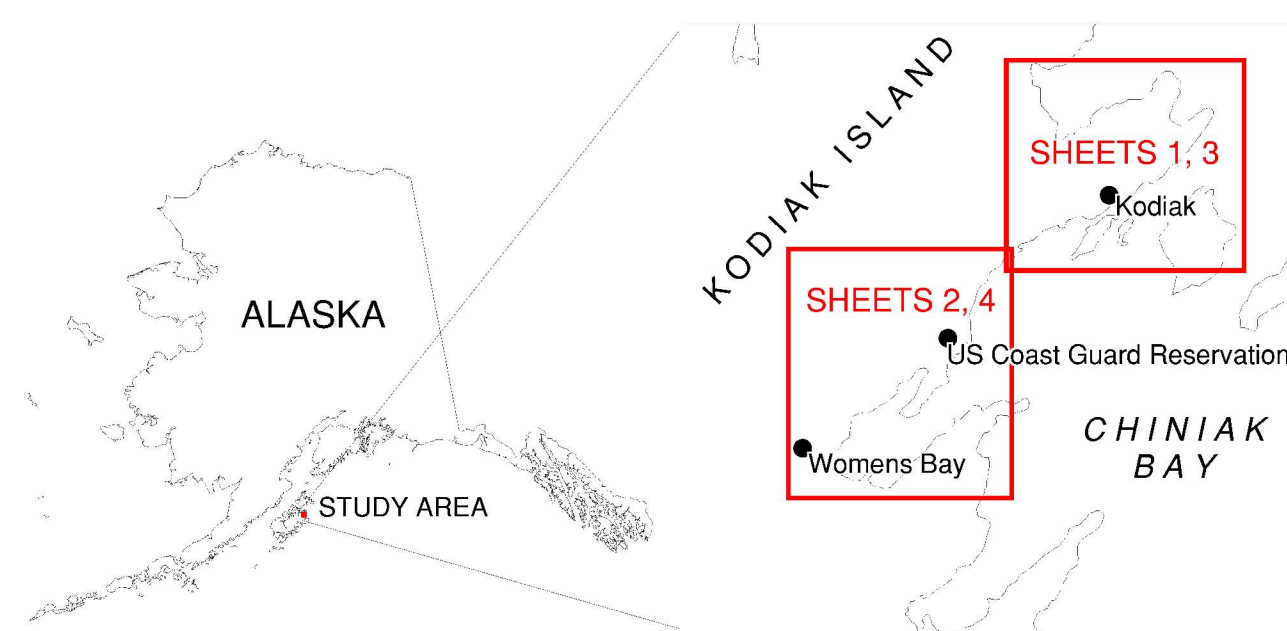 ALASKA
STUDY AREA
KODIAK ISLAND
SHEETS 1, 3
Kodiak
SHEETS 2, 4
US Coast Guard Reservation
Womens Bay
CHINIAK
BAY